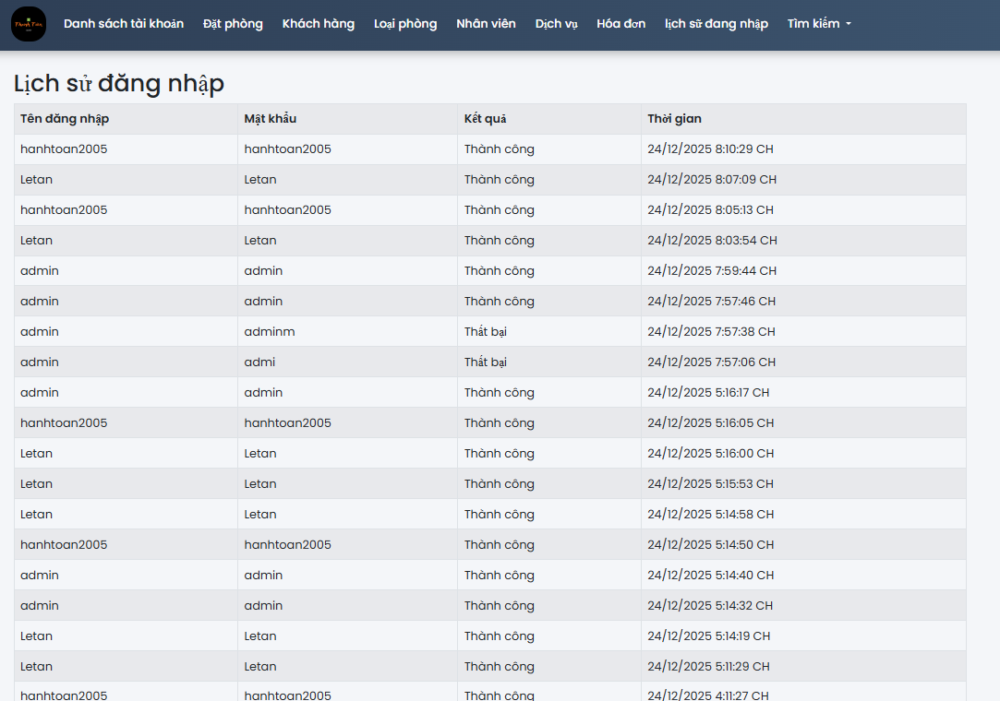 Thanh Tiên
Danh sách tài khoản Đặt phòng Khách hàng Loại phòng Nhân viên Dịch vụ Hóa đơn lịch sử đang nhập Tìm kiếm
Lịch sử đăng nhập
Tên đăng nhập Mật khẩu Kết quả Thời gian
hanhtoan2005 hanhtoan2005 Thành công 24/12/2025 8:10:29 CH
Letan Letan Thành công 24/12/2025 8:07:09 CH
hanhtoan2005 hanhtoan2005 Thành công 24/12/2025 8:05:13 CH
Letan Letan Thành công 24/12/2025 8:03:54 CH
admin admin Thành công 24/12/2025 7:59:44 CH
admin admin Thành công 24/12/2025 7:57:46 CH
admin adminm Thất bại 24/12/2025 7:57:38 CH
admin admi Thất bại 24/12/2025 7:57:06 CH
admin admin Thành công 24/12/2025 5:16:17 CH
hanhtoan2005 hanhtoan2005 Thành công 24/12/2025 5:16:05 CH
Letan Letan Thành công 24/12/2025 5:16:00 CH
Letan Letan Thành công 24/12/2025 5:15:53 CH
Letan Letan Thành công 24/12/2025 5:14:58 CH
hanhtoan2005 hanhtoan2005 Thành công 24/12/2025 5:14:50 CH
admin admin Thành công 24/12/2025 5:14:40 CH
admin admin Thành công 24/12/2025 5:14:32 CH
Letan Letan Thành công 24/12/2025 5:14:19 CH
Letan Letan Thành công 24/12/2025 5:11:29 CH
hanhtoan2005 hanhtoan2005 Thành công 24/12/2025 4:11:27 CH